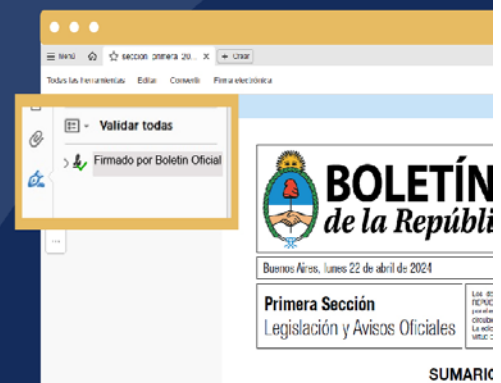 Menú seccion primera 20... × + Crear
Todas las herramientas Editar Convertir Firma electrónica
Validar todas
Firmado por Boletin Oficial
BOLETÍN
de la Repúbli
Buenos Aires, lunes 22 de abril de 2024
Primera Sección
Legislación y Avisos Oficiales
SUMARIO